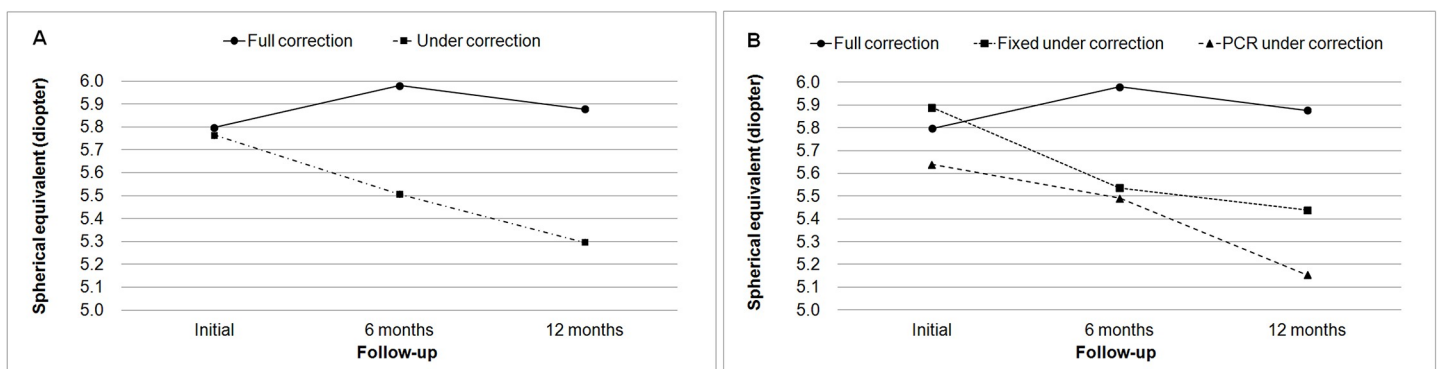 A
Full correction
Under correction
Spherical equivalent (diopter)
6.0
5.9
5.8
5.7
5.6
5.5
5.4
5.3
5.2
5.1
5.0
Initial
6 months
12 months
Follow-up
B
Full correction
Fixed under correction
PCR under correction
Spherical equivalent (diopter)
6.0
5.9
5.8
5.7
5.6
5.5
5.4
5.3
5.2
5.1
5.0
Initial
6 months
12 months
Follow-up